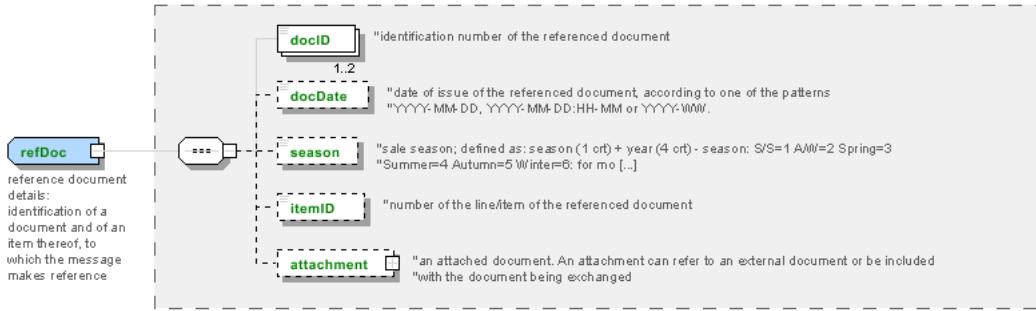 docID
"identification number of the referenced document
1..2
docDate
"date of issue of the referenced document, according to one of the patterns
"YYYY-MM-DD, YYYY-MM-DD:HH-MM or YYYY-WW.
refDoc
season
"sale season; defined as: season (1 crt) + year (4 crt) - season: S/S=1 A/W=2 Spring=3
"Summer=4 Autumn=5 Winter=6: for mo [...]
reference document
details:
identification of a
document and of an
item thereof, to
which the message
makes reference
itemID
"number of the line/item of the referenced document
attachment
"an attached document. An attachment can refer to an external document or be included
"with the document being exchanged